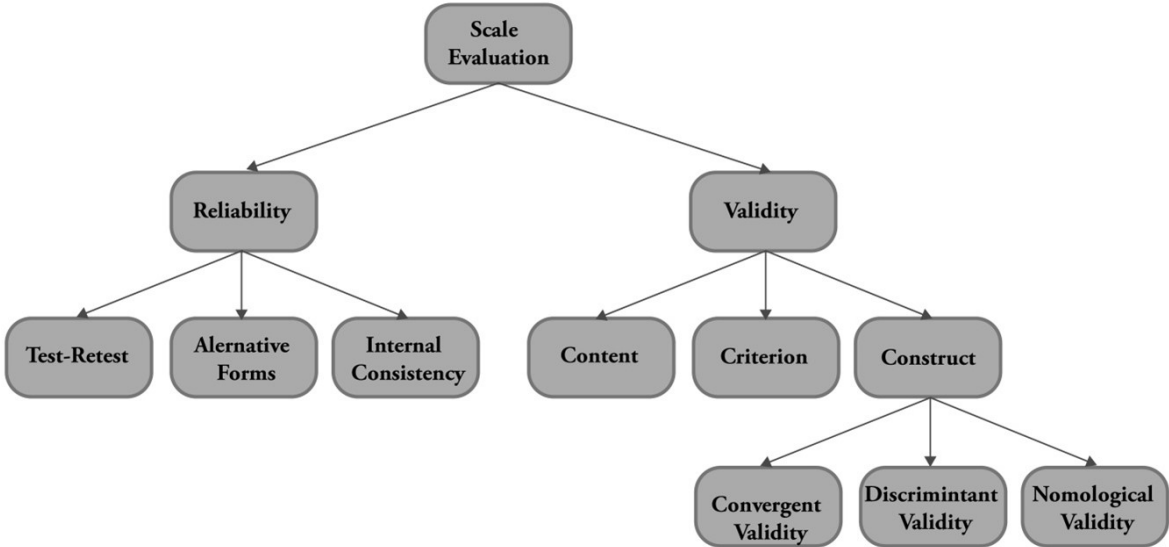 Scale
Evaluation
Reliability
Validity
Test-Retest
Alernative
Forms
Internal
Consistency
Content
Criterion
Construct
Convergent
Validity
Discrimintant
Validity
Nomological
Validity